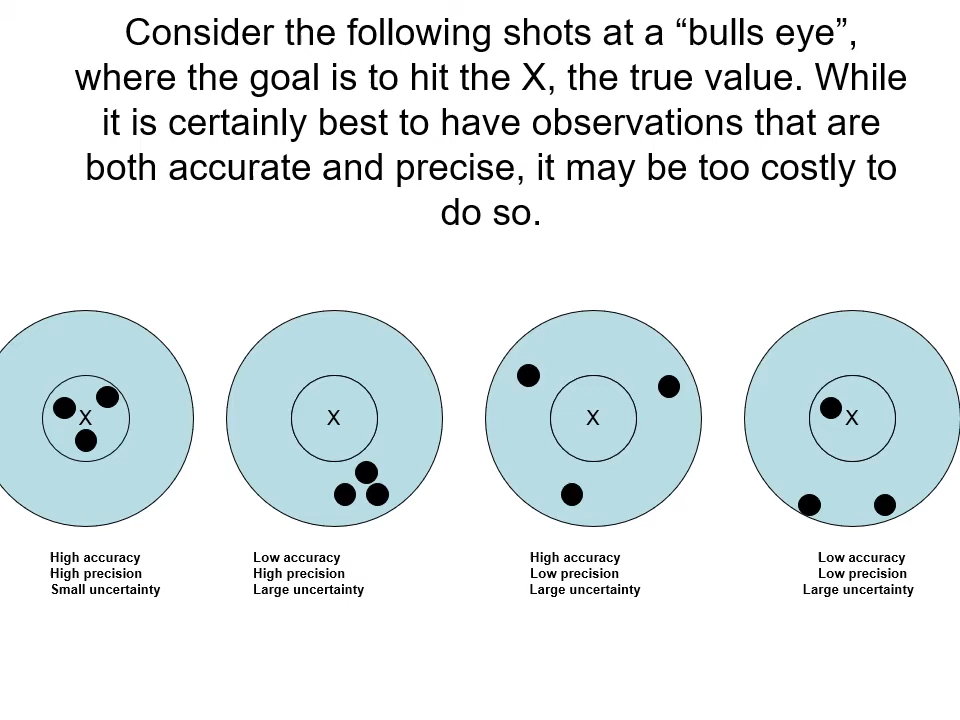 Consider the following shots at a “bulls eye”,
where the goal is to hit the X, the true value. While
it is certainly best to have observations that are
both accurate and precise, it may be too costly to
do so.
X
X
X
X
High accuracy
High precision
Small uncertainty
Low accuracy
High precision
Large uncertainty
High accuracy
Low precision
Large uncertainty
Low accuracy
Low precision
Large uncertainty